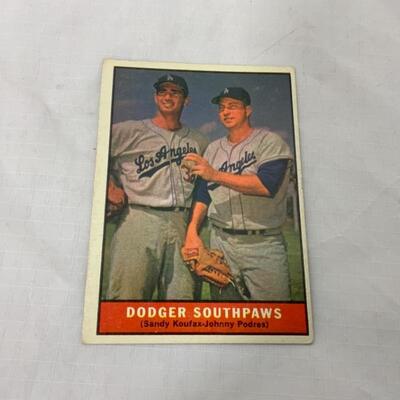 Los Angeles
Angeles
DODGER SOUTHPAWS
(Sandy Koufax-Johnny Podres)